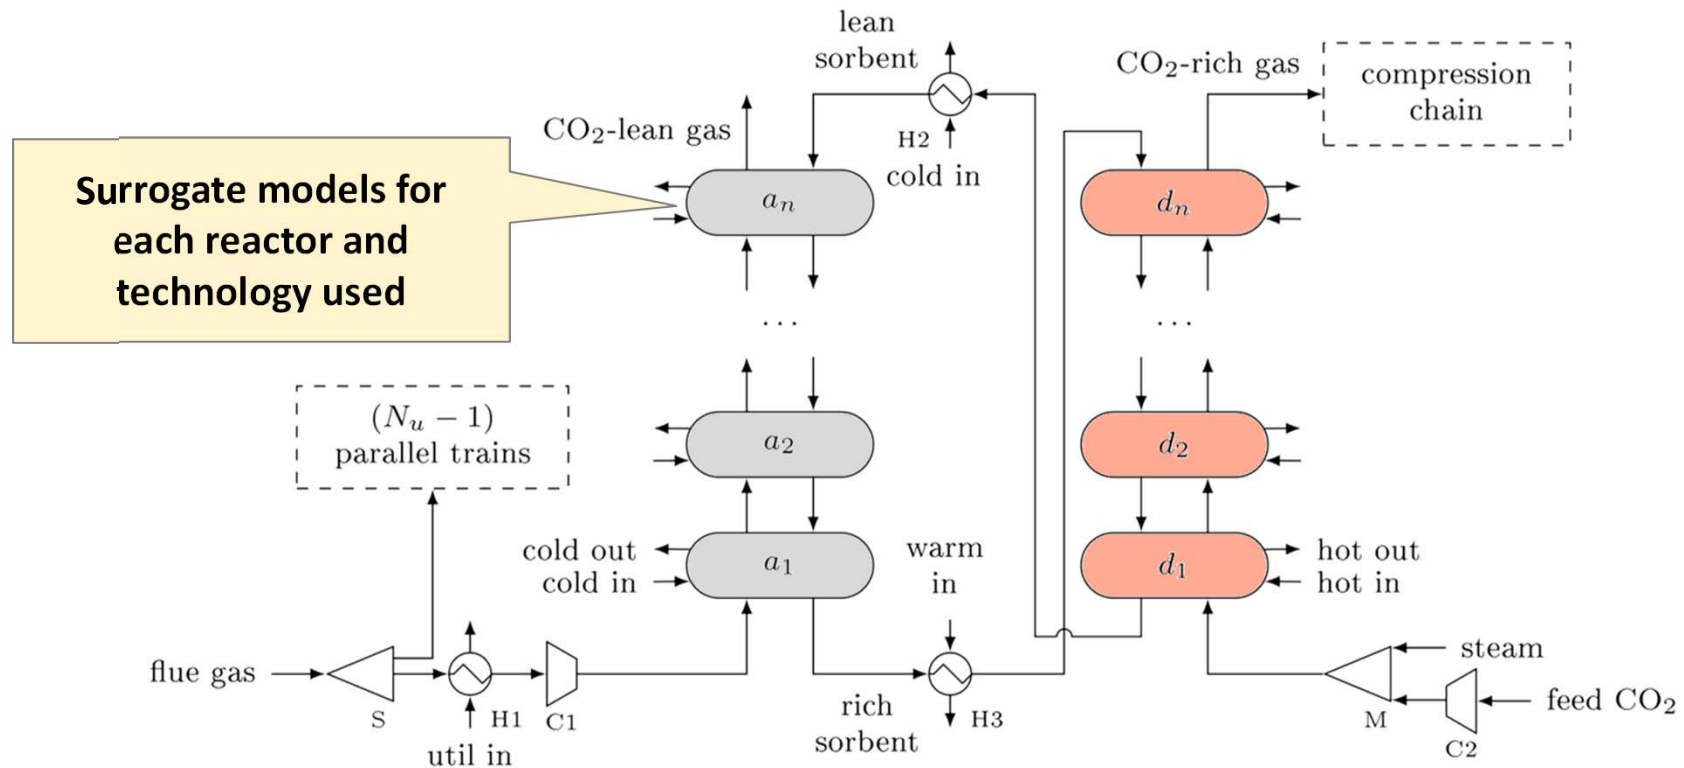 lean
sorbent
CO₂-rich gas
compression
chain
CO₂-lean gas
H2
cold in
Surrogate models for
each reactor and
technology used
aₙ
dₙ
...
...
(Nᵤ − 1)
parallel trains
a₂
d₂
cold out
cold in
a₁
warm
in
d₁
hot out
hot in
flue gas
S
H1
C1
util in
rich
sorbent
H3
steam
feed CO₂
M
C2